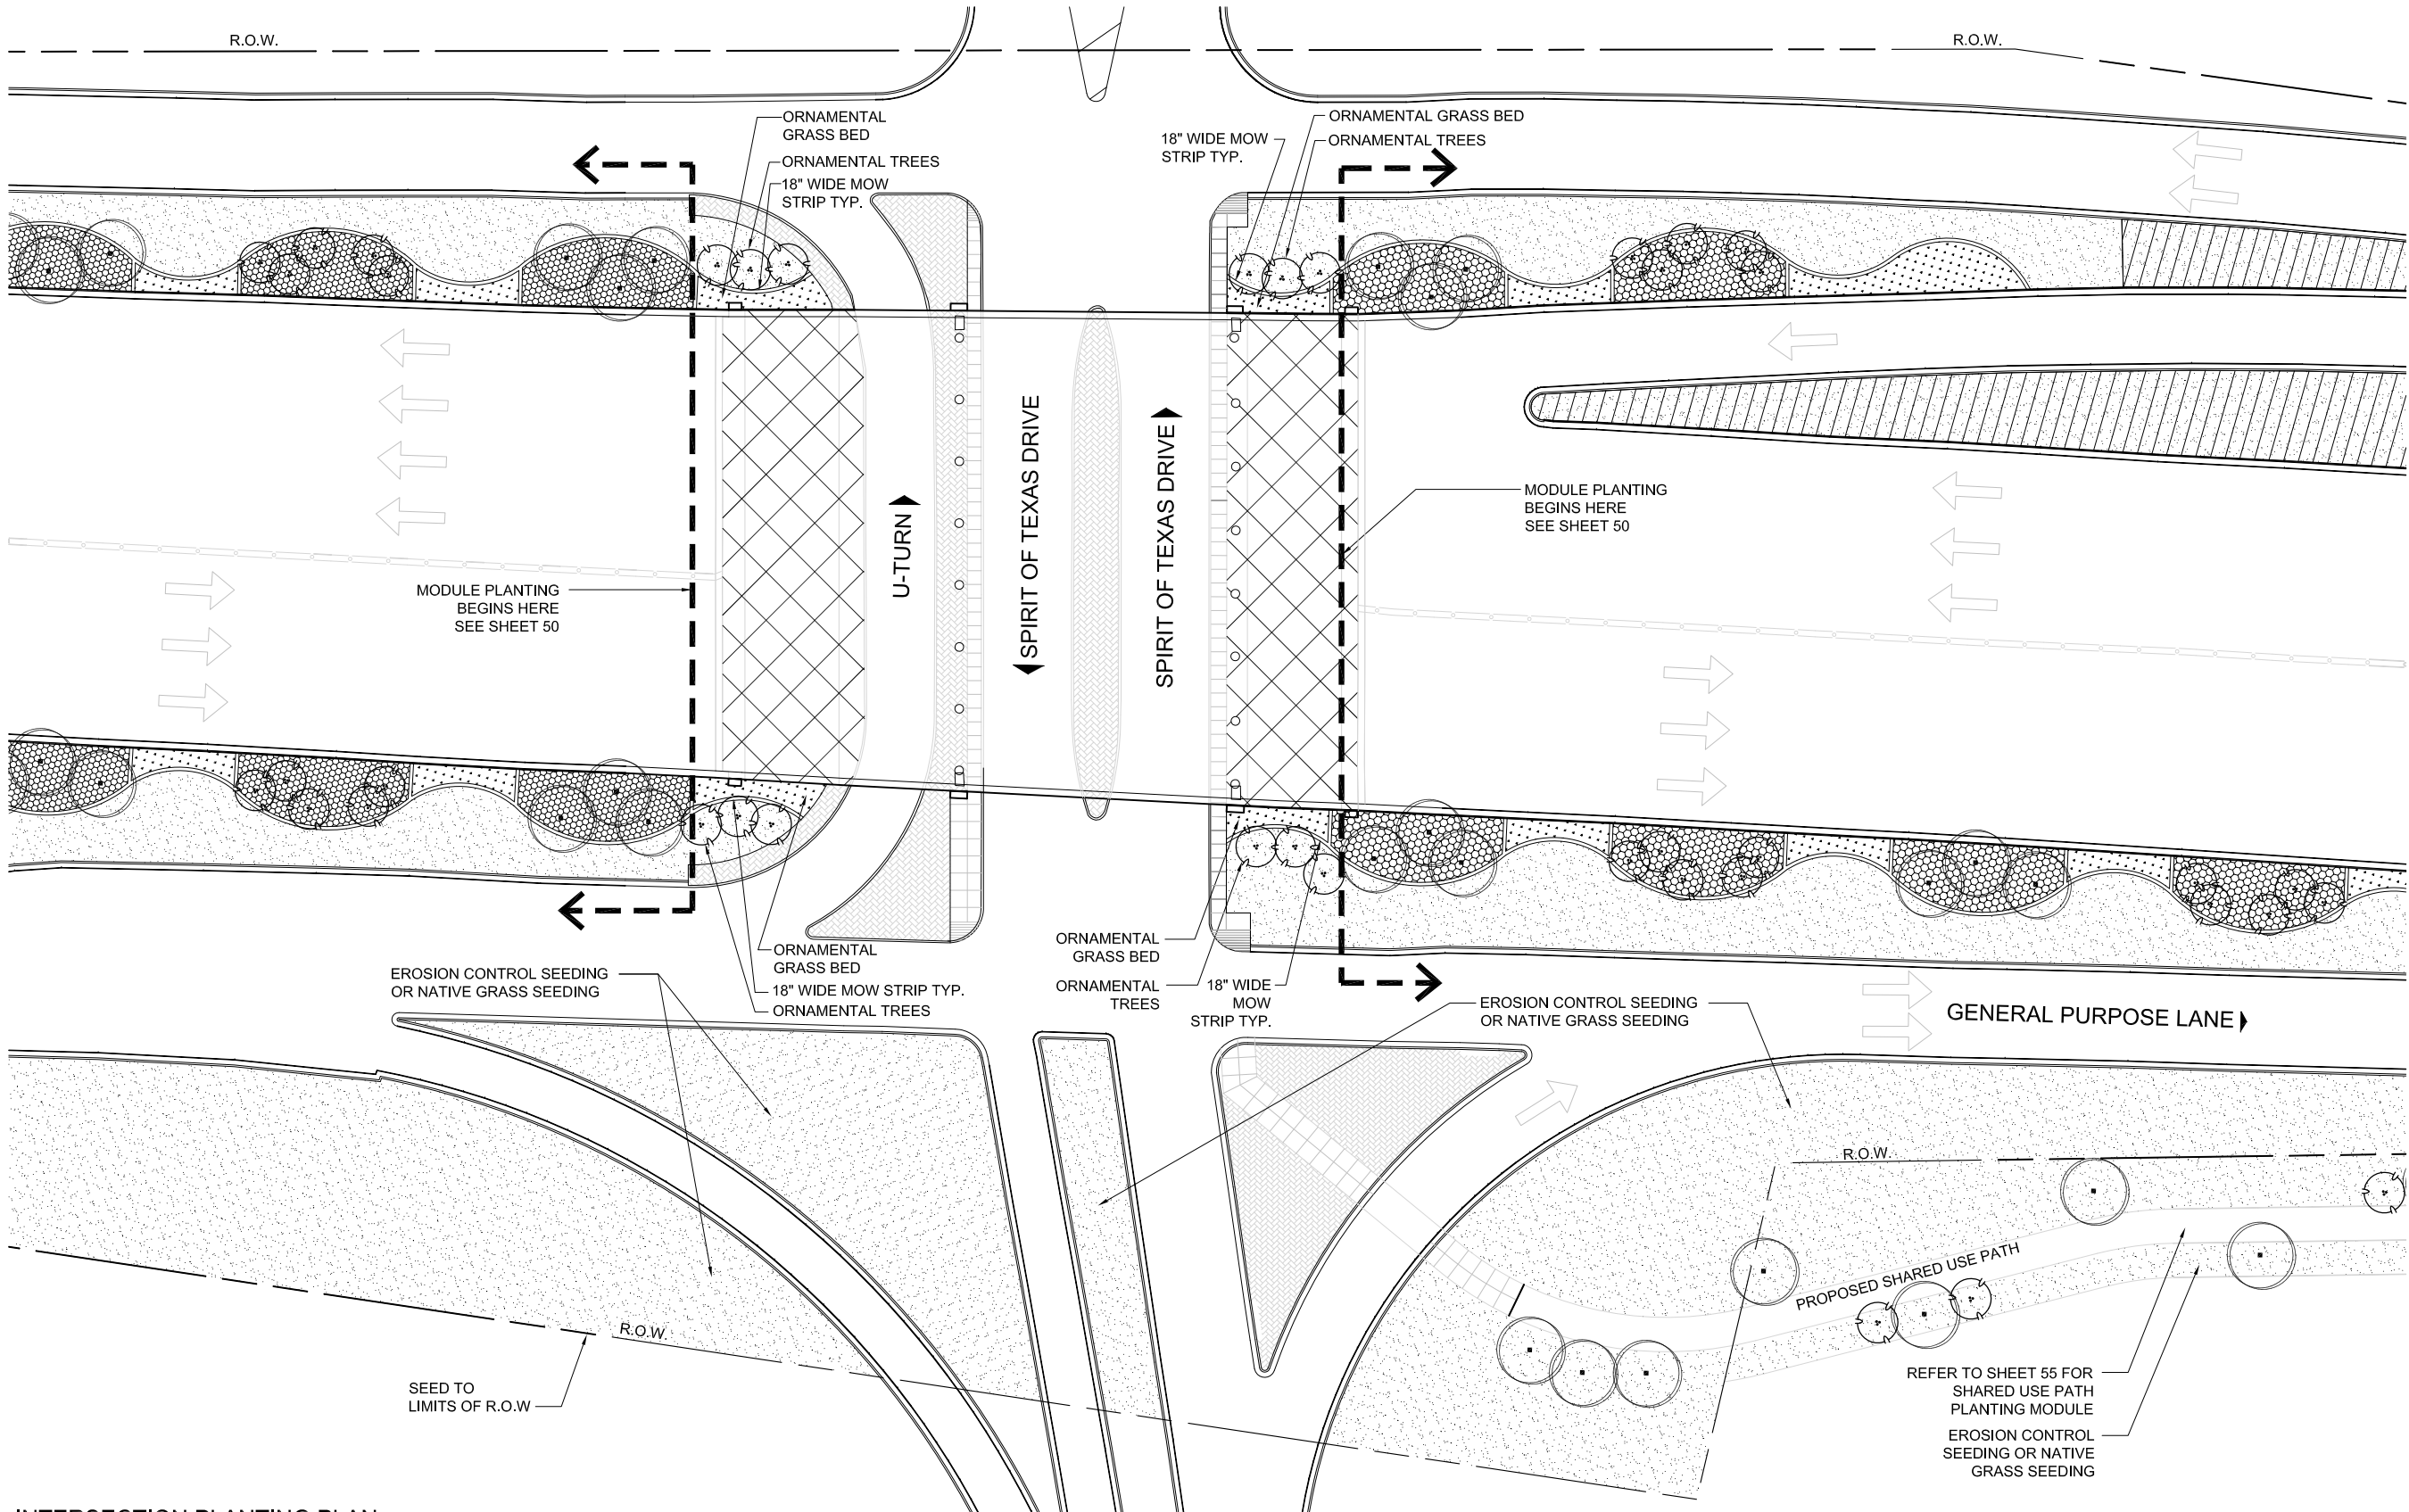 R.O.W.
R.O.W.
ORNAMENTAL
GRASS BED
ORNAMENTAL TREES
18" WIDE MOW
STRIP TYP.
18" WIDE MOW
STRIP TYP.
ORNAMENTAL GRASS BED
ORNAMENTAL TREES
MODULE PLANTING
BEGINS HERE
SEE SHEET 50
U-TURN
SPIRIT OF TEXAS DRIVE
SPIRIT OF TEXAS DRIVE
MODULE PLANTING
BEGINS HERE
SEE SHEET 50
ORNAMENTAL
GRASS BED
18" WIDE MOW STRIP TYP.
ORNAMENTAL TREES
EROSION CONTROL SEEDING
OR NATIVE GRASS SEEDING
ORNAMENTAL
GRASS BED
ORNAMENTAL
TREES
18" WIDE
MOW
STRIP TYP.
EROSION CONTROL SEEDING
OR NATIVE GRASS SEEDING
GENERAL PURPOSE LANE
R.O.W.
PROPOSED SHARED USE PATH
R.O.W.
SEED TO
LIMITS OF R.O.W
REFER TO SHEET 55 FOR
SHARED USE PATH
PLANTING MODULE
EROSION CONTROL
SEEDING OR NATIVE
GRASS SEEDING
INTERSECTION PLANTING PLAN